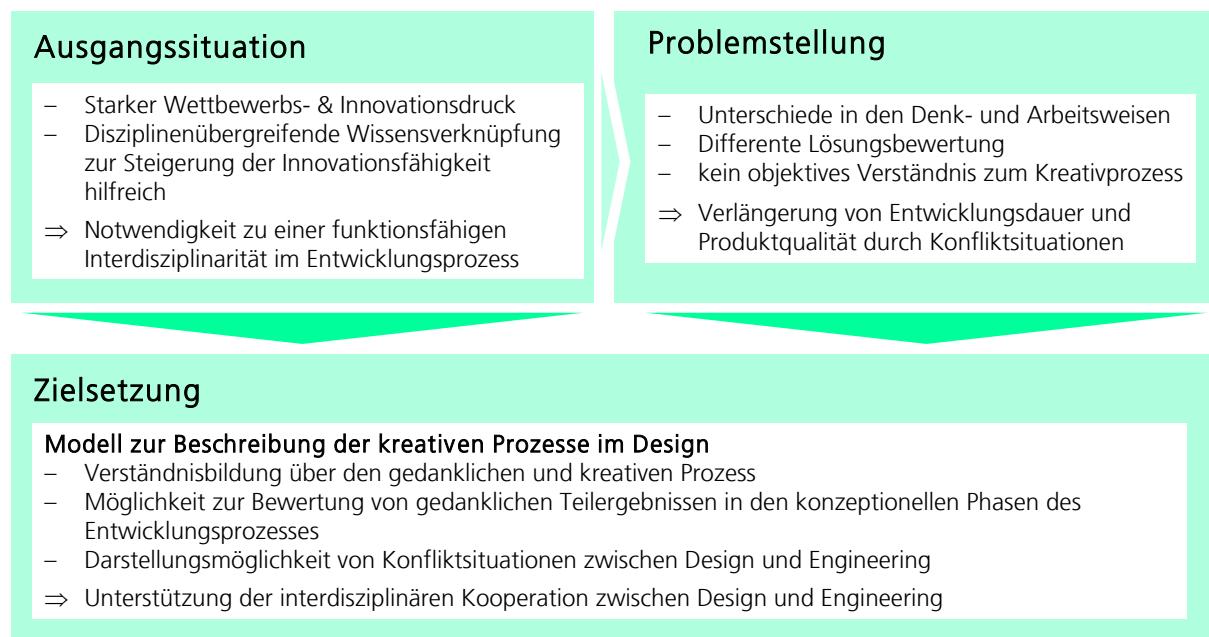 Ausgangssituation
– Starker Wettbewerbs- & Innovationsdruck
– Disziplinenübergreifende Wissensverknüpfung
zur Steigerung der Innovationsfähigkeit
hilfreich
⇒ Notwendigkeit zu einer funktionsfähigen
Interdisziplinarität im Entwicklungsprozess
Problemstellung
– Unterschiede in den Denk- und Arbeitsweisen
– Differente Lösungsbewertung
– kein objektives Verständnis zum Kreativprozess
⇒ Verlängerung von Entwicklungsdauer und
Produktqualität durch Konfliktsituationen
Zielsetzung
Modell zur Beschreibung der kreativen Prozesse im Design
– Verständnisbildung über den gedanklichen und kreativen Prozess
– Möglichkeit zur Bewertung von gedanklichen Teilergebnissen in den konzeptionellen Phasen des
Entwicklungsprozesses
– Darstellungsmöglichkeit von Konfliktsituationen zwischen Design und Engineering
⇒ Unterstützung der interdisziplinären Kooperation zwischen Design und Engineering